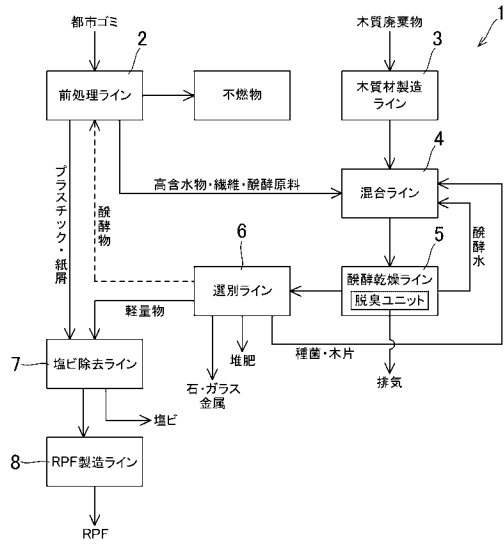 都市ゴミ
木質廃棄物
1
2
3
前処理ライン
不燃物
木質材製造
ライン
4
高含水物・繊維・醗酵原料
混合ライン
プラスチック・紙屑
醗酵物
醗酵水
6
5
選別ライン
醗酵乾燥ライン
脱臭ユニット
軽量物
堆肥
種菌・木片
石・ガラス
金属
排気
7
塩ビ除去ライン
塩ビ
8
RPF製造ライン
RPF